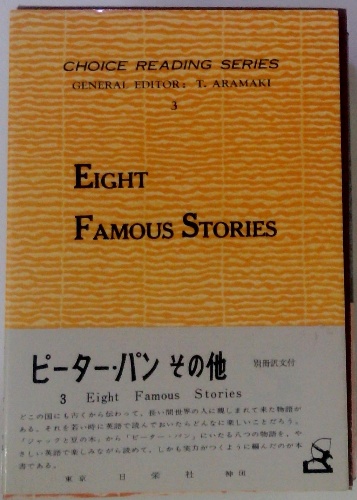 CHOICE READING SERIES
GENERAL EDITOR: T. ARAMAKI
3
EIGHT
FAMOUS STORIES
ピーター・パン その他
別冊訳文付
3 Eight Famous Stories
どこの国にも古くから伝わって、長い間世界の人に親しまれて来た物語が
ある。それを若い時に英語で読んでおいたらどんなに楽しいことだろう。
「ジャックと豆の木」から「ピーター・パン」にいたる八つの物語を、や
さしい英語で楽しみながら読めて、しかも実力がつくように編んだのが本
書である。
東京 日栄社 神田